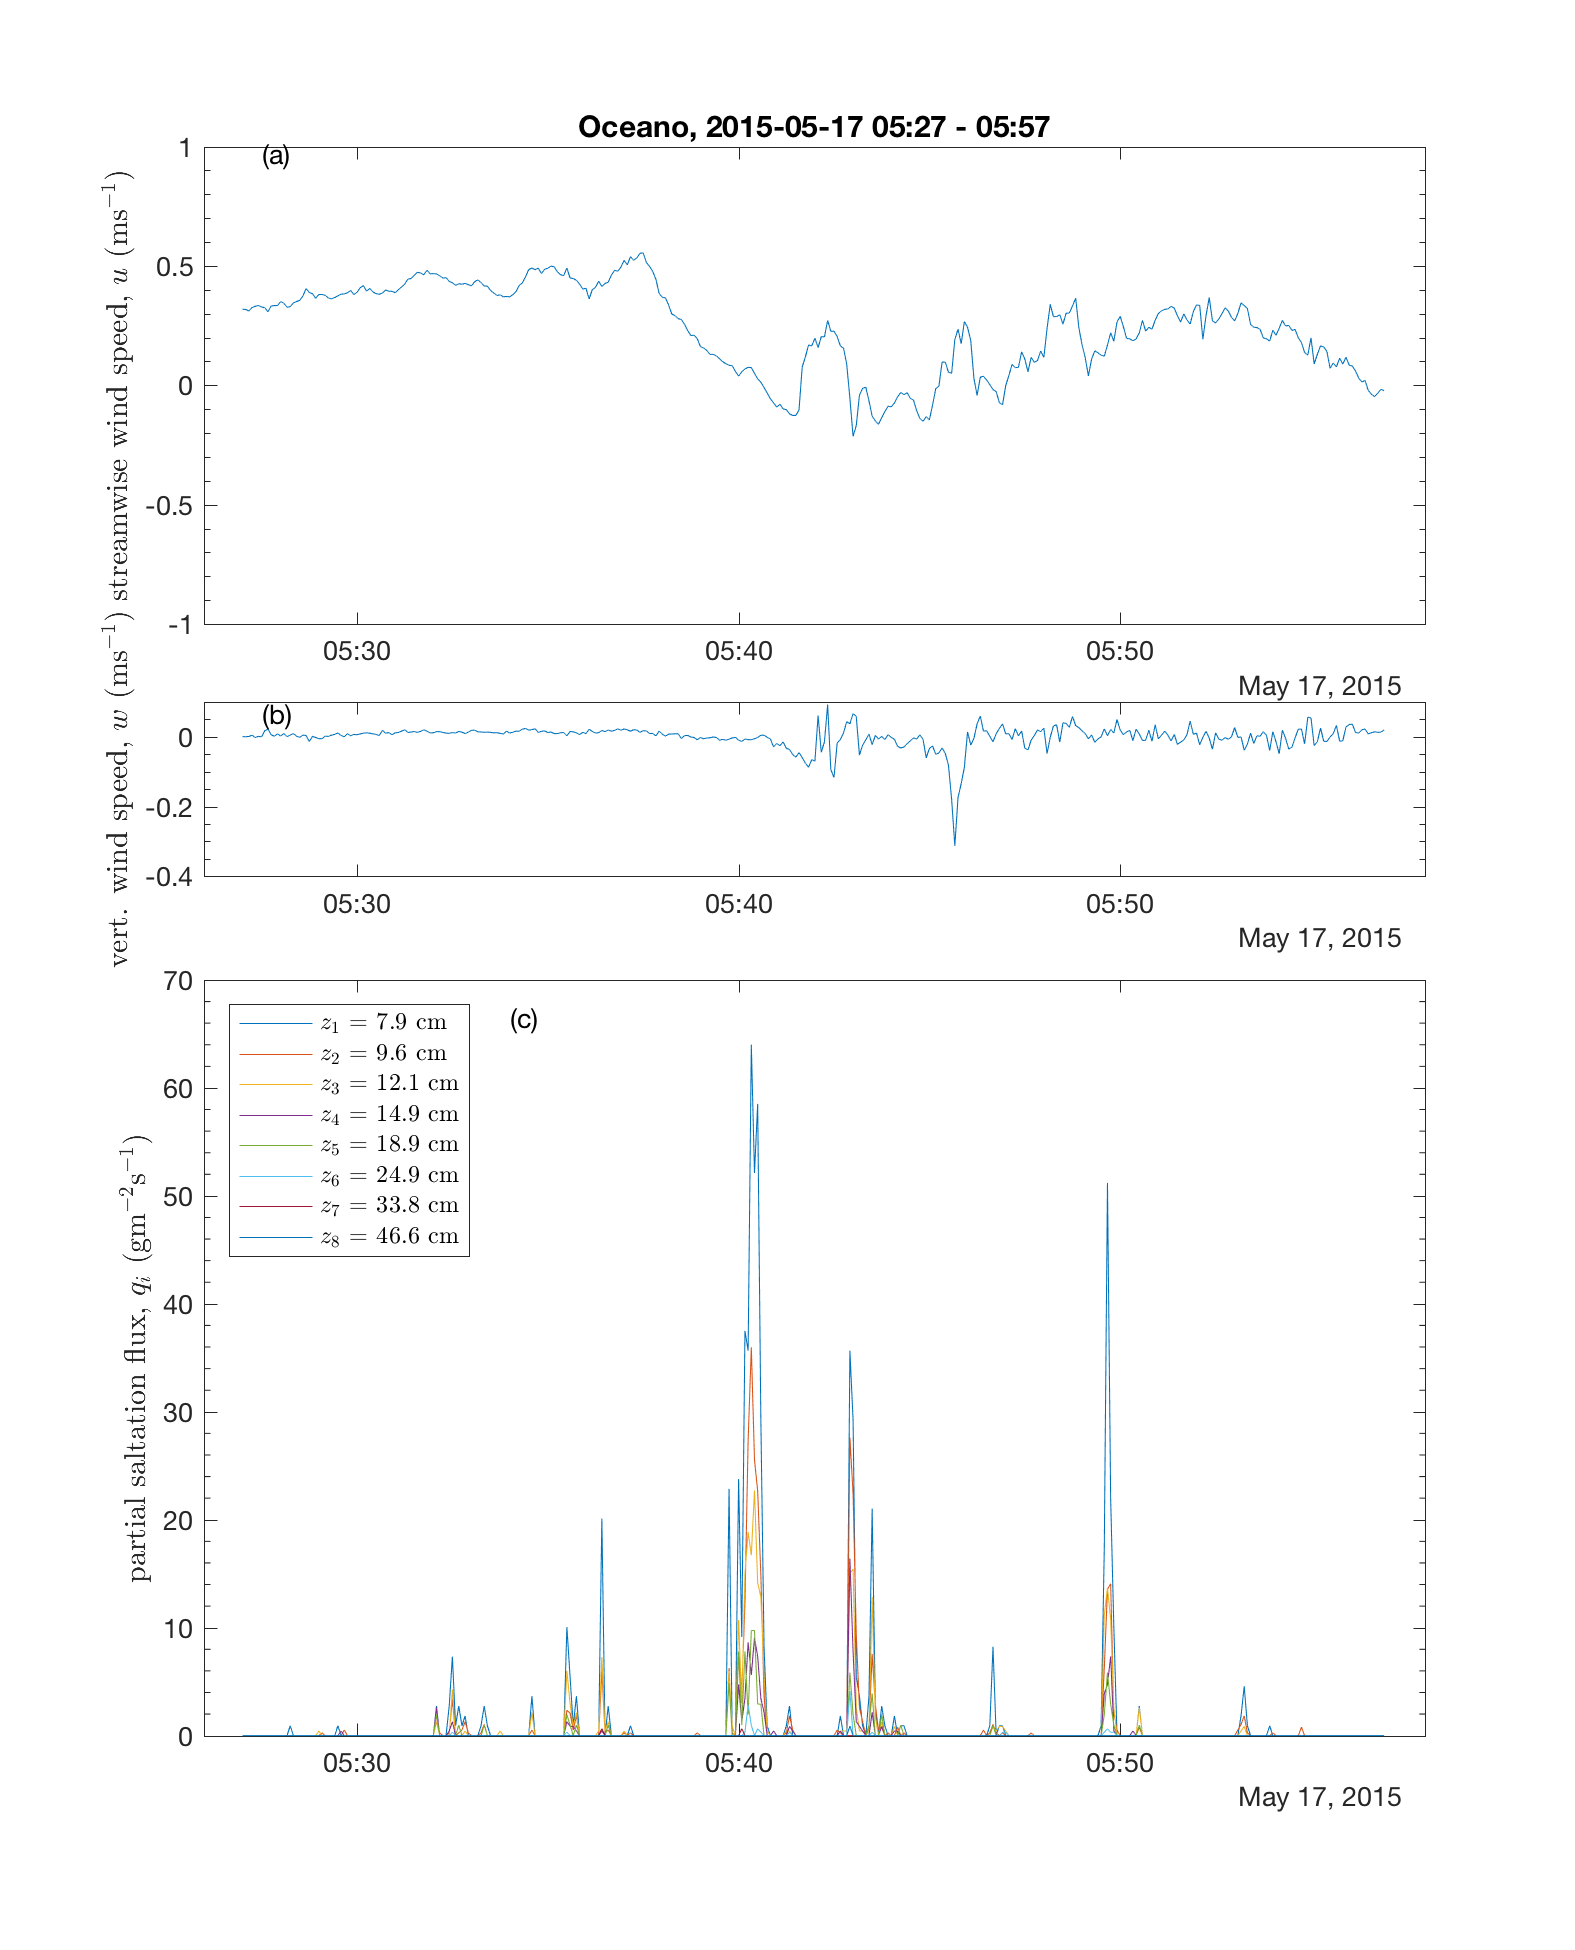 Oceano, 2015-05-17 05:27 - 05:57
(a)
streamwise wind speed, u (ms⁻¹)
1
0.5
0
-0.5
-1
05:30 05:40 05:50
May 17, 2015
(b)
vert. wind speed, w (ms⁻¹)
0
-0.2
-0.4
05:30 05:40 05:50
May 17, 2015
(c)
partial saltation flux, qᵢ (gm⁻²s⁻¹)
70
60
50
40
30
20
10
0
z₁ = 7.9 cm
z₂ = 9.6 cm
z₃ = 12.1 cm
z₄ = 14.9 cm
z₅ = 18.9 cm
z₆ = 24.9 cm
z₇ = 33.8 cm
z₈ = 46.6 cm
05:30 05:40 05:50
May 17, 2015